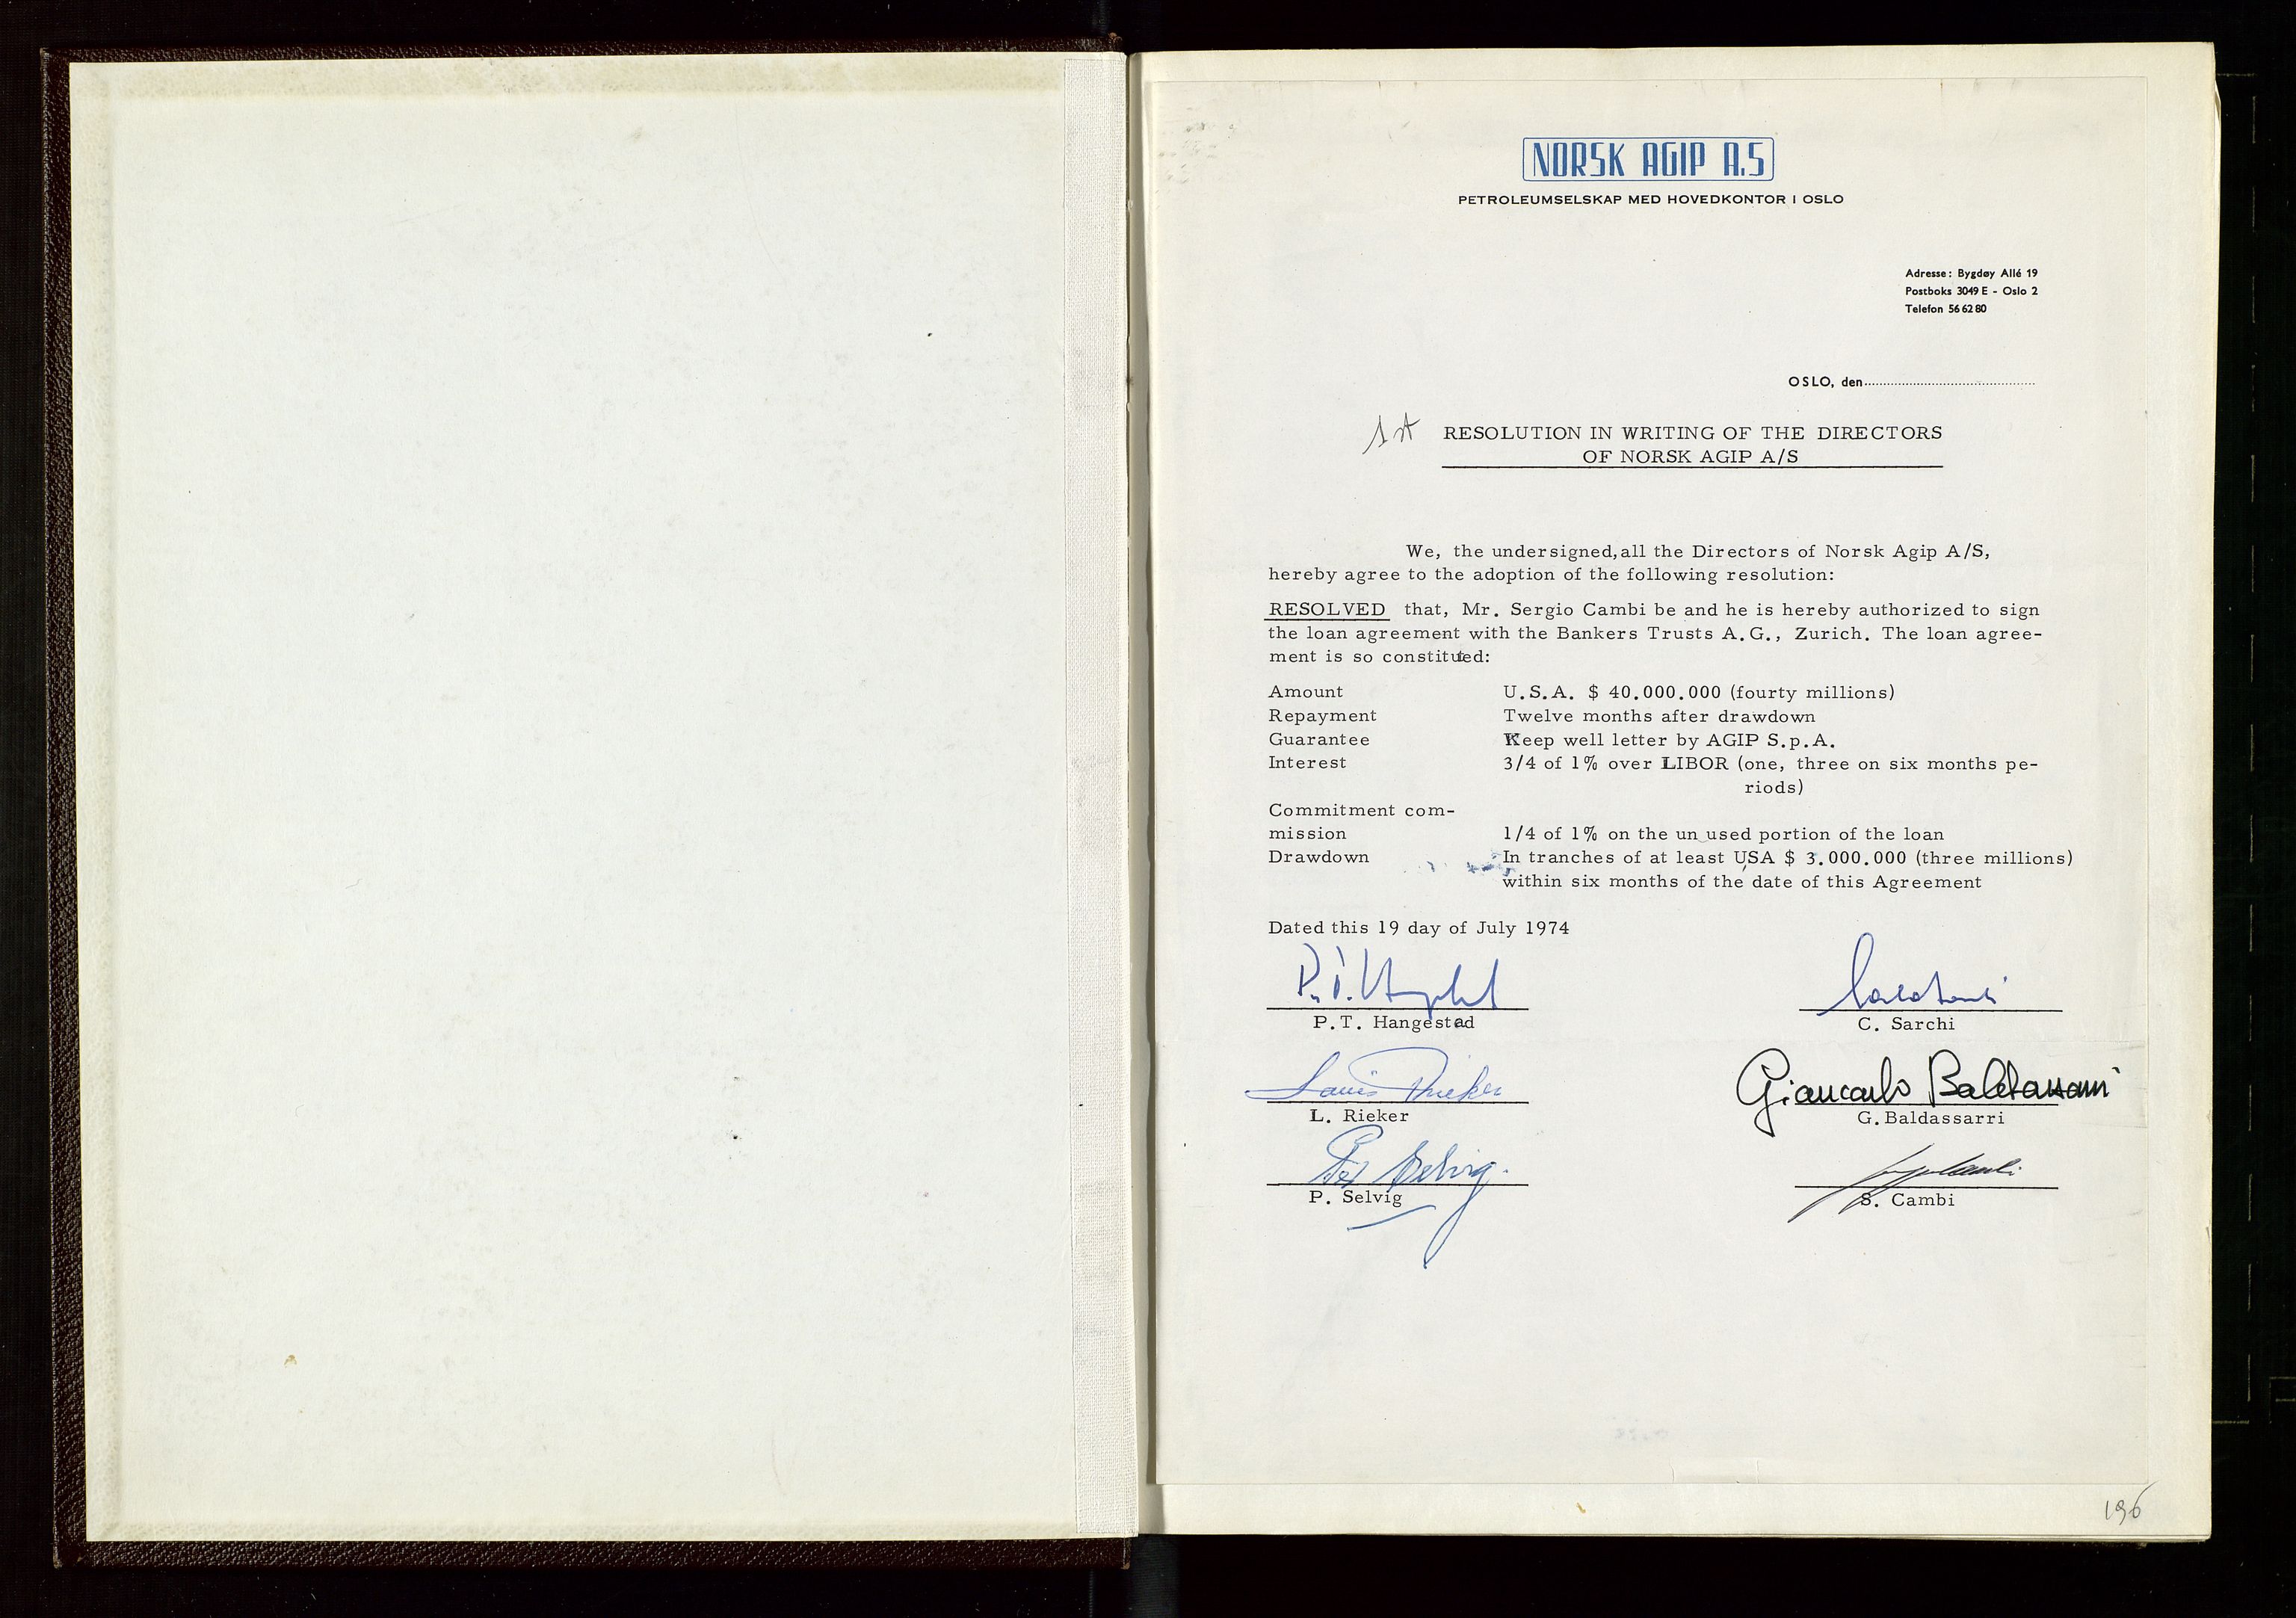 NORSK AGIP A.S
PETROLEUMSELSKAP MED HOVEDKONTOR I OSLO
Adresse: Bygdøy Allé 19
Postboks 3049 E - Oslo 2
Telefon 56 62 80
OSLO, den
1st RESOLUTION IN WRITING OF THE DIRECTORS
OF NORSK AGIP A/S
We, the undersigned, all the Directors of Norsk Agip A/S,
hereby agree to the adoption of the following resolution:
RESOLVED that, Mr. Sergio Cambi be and he is hereby authorized to sign
the loan agreement with the Bankers Trusts A.G., Zurich. The loan agree-
ment is so constituted:
Amount U.S.A. $ 40.000.000 (fourty millions)
Repayment Twelve months after drawdown
Guarantee Keep well letter by AGIP S.p.A.
Interest 3/4 of 1% over LIBOR (one, three on six months pe-
riods)
Commitment com-
mission 1/4 of 1% on the un used portion of the loan
Drawdown In tranches of at least USA $ 3.000.000 (three millions)
within six months of the date of this Agreement
Dated this 19 day of July 1974
P.T. Hangestad C. Sarchi
Louis Rieker Giancarlo Baldassarri
L. Rieker G. Baldassarri
Per Selvig.
P. Selvig S. Cambi
196